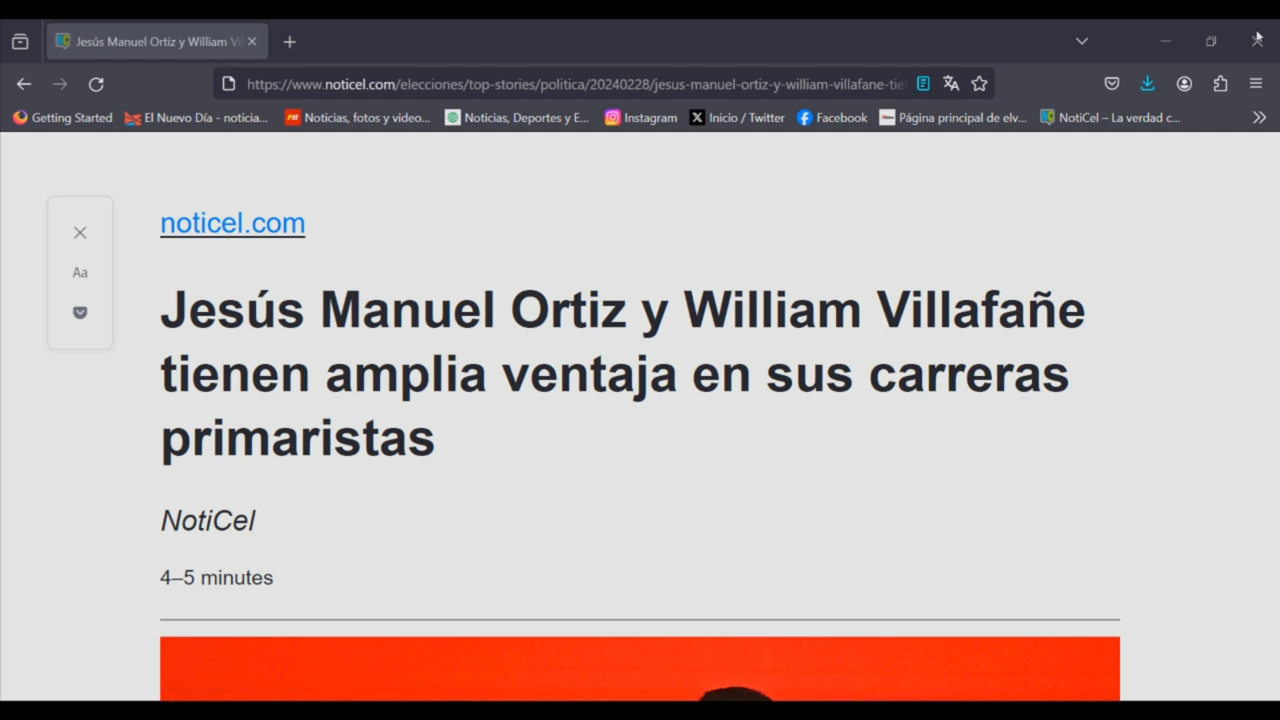 Jesús Manuel Ortiz y William Vi
https://www.noticel.com/elecciones/top-stories/politica/20240228/jesus-manuel-ortiz-y-william-villafane-tie
Getting Started El Nuevo Día - noticia... Noticias, fotos y video... Noticias, Deportes y E... Instagram Inicio / Twitter Facebook Página principal de elv... NotiCel – La verdad c...
noticel.com
Aa
Jesús Manuel Ortiz y William Villafañe
tienen amplia ventaja en sus carreras
primaristas
NotiCel
4–5 minutes